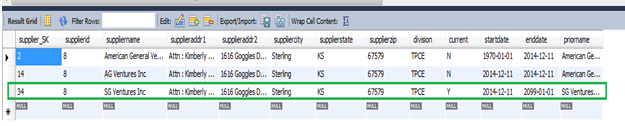 Result Grid Filter Rows: Edit: Export/Import: Wrap Cell Content:
supplier_SK supplierid suppliername supplieraddr1 supplieraddr2 suppliercity supplierstate supplierzip division current startdate enddate priorname
2 8 American General Ve... Attn : Kimberly ... 1616 Goggles D... Sterling KS 67579 TPCE N 1970-01-01 2014-12-11 American Ge...
14 8 AG Ventures Inc Attn : Kimberly ... 1616 Goggles D... Sterling KS 67579 TPCE N 2014-12-11 2014-12-11 American Ge...
34 8 SG Ventures Inc Attn : Kimberly ... 1616 Goggles D... Sterling KS 67579 TPCE Y 2014-12-11 2099-01-01 SG Ventures...
NULL NULL NULL NULL NULL NULL NULL NULL NULL NULL NULL NULL NULL